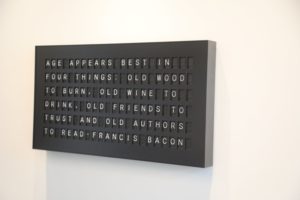 AGE APPEARS BEST IN
FOUR THINGS: OLD WOOD
TO BURN, OLD WINE TO
DRINK, OLD FRIENDS TO
TRUST AND OLD AUTHORS
TO READ-FRANCIS BACON